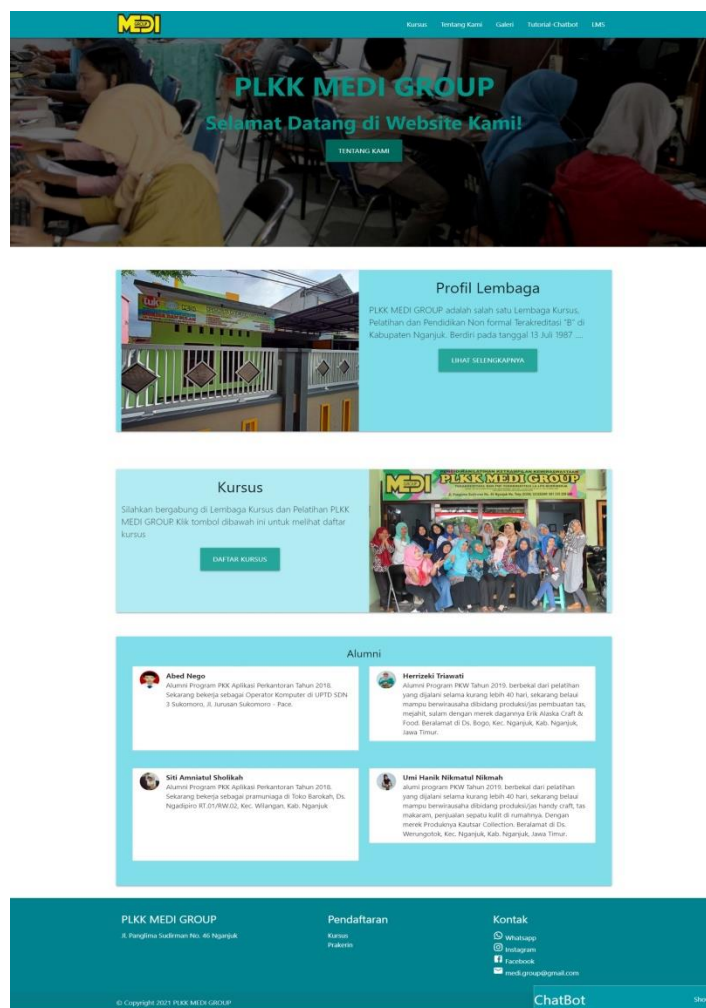 MEDI
Kursus Tentang Kami Galeri Tutorial-Chatbot LMS
PLKK MEDI GROUP
Selamat Datang di Website Kami!
TENTANG KAMI
Profil Lembaga
PLKK MEDI GROUP adalah salah satu Lembaga Kursus,
Pelatihan dan Pendidikan Non formal Terakreditasi "B" di
Kabupaten Nganjuk. Berdiri pada tanggal 13 Juli 1987 ....
LIHAT SELENGKAPNYA
Kursus
Silahkan bergabung di Lembaga Kursus dan Pelatihan PLKK
MEDI GROUP. Klik tombol dibawah ini untuk melihat daftar
kursus
DAFTAR KURSUS
MEDI PLKK MEDI GROUP
Alumni
Abed Nego
Alumni Program PKK Aplikasi Perkantoran Tahun 2018.
Sekarang bekerja sebagai Operator Komputer di UPTD SDN
3 Sukomoro, Jl. Jurusan Sukomoro - Pace.
Herrizeki Triawati
Alumni Program PKW Tahun 2019. berbekal dari pelatihan
yang dijalani selama kurang lebih 40 hari, sekarang belaui
mampu berwirausaha dibidang produksi/jas pembuatan tas,
mejahit, sulam dengan merek dagannya Erik Alaska Craft &
Food. Beralamat di Ds. Bogo, Kec. Nganjuk, Kab. Nganjuk,
Jawa Timur.
Siti Amniatul Sholikah
Alumni Program PKK Aplikasi Perkantoran Tahun 2018.
Sekarang bekerja sebagai pramuniaga di Toko Barokah, Ds.
Ngadipiro RT.01/RW.02, Kec. Wilangan, Kab. Nganjuk
Umi Hanik Nikmatul Nikmah
alumi program PKW Tahun 2019. berbekal dari pelatihan
yang dijalani selama kurang lebih 40 hari, sekarang belaui
mampu berwirausaha dibidang produksi/jas handy craft, tas
makaram, penjualan sepatu kulit di rumahnya. Dengan
merek Produknya Kautsar Collection. Beralamat di Ds.
Werungotok, Kec. Nganjuk, Kab. Nganjuk, Jawa Timur.
PLKK MEDI GROUP
Jl. Panglima Sudirman No. 46 Nganjuk
Pendaftaran
Kursus
Prakerin
Kontak
Whatsapp
Instagram
Facebook
medi.group@gmail.com
© Copyright 2021 PLKK MEDI GROUP
ChatBot